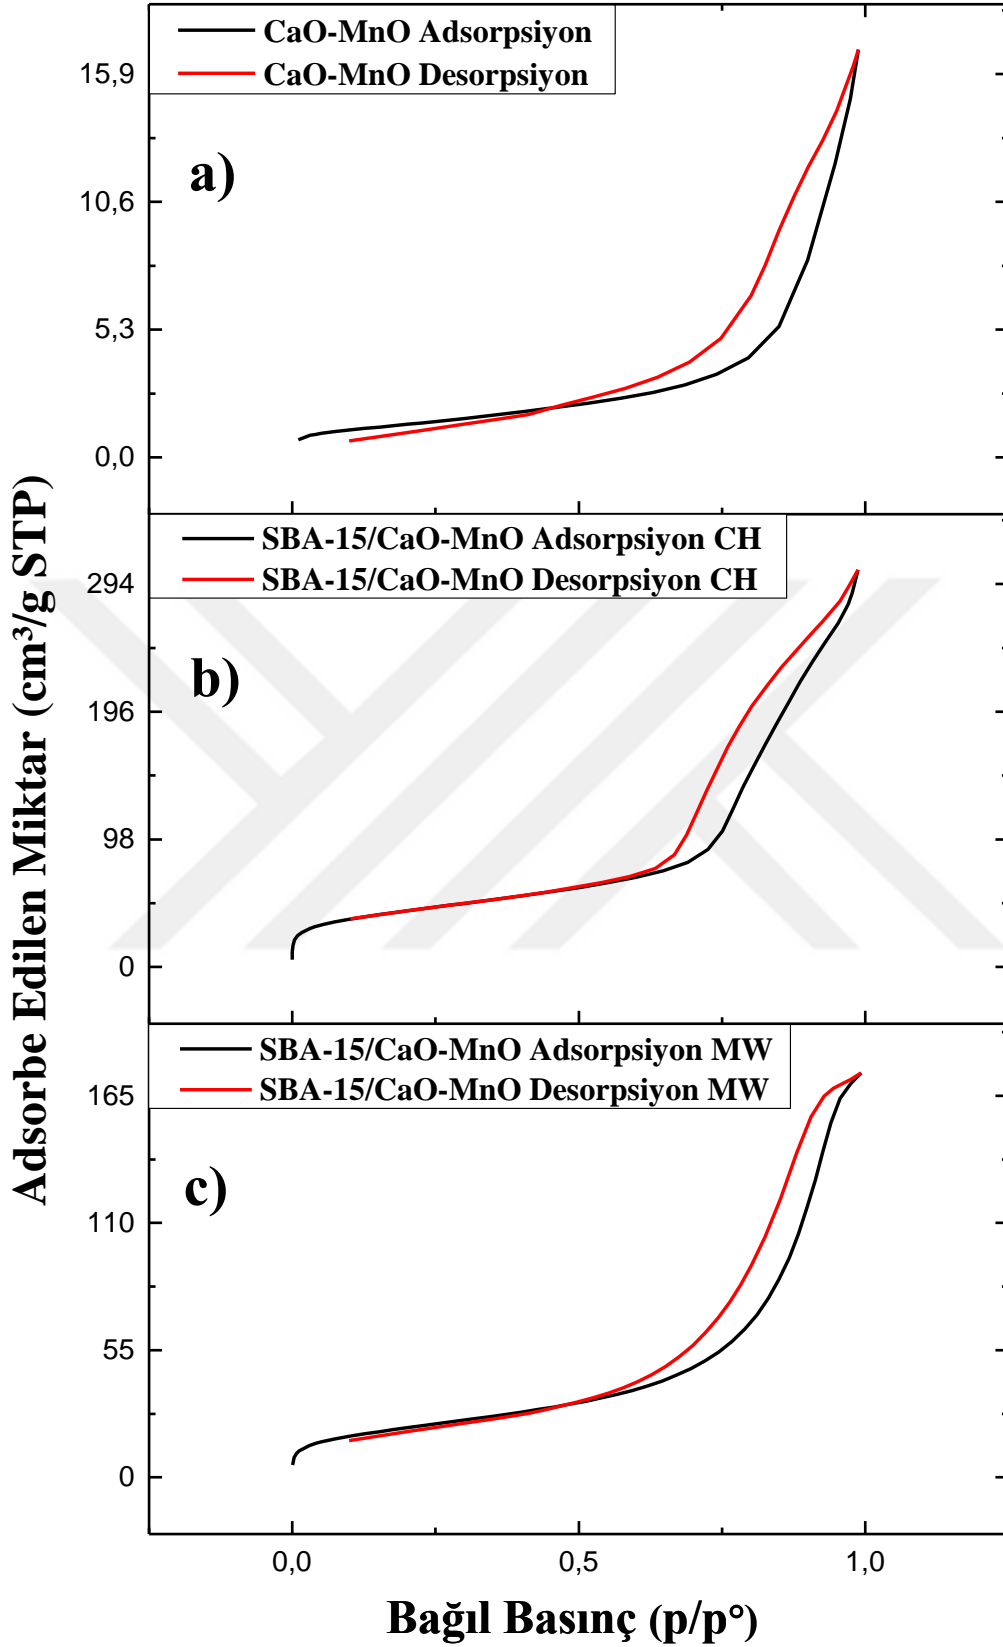 CaO-MnO Adsorpsiyon
CaO-MnO Desorpsiyon
a)
15,9
10,6
5,3
0,0
SBA-15/CaO-MnO Adsorpsiyon CH
SBA-15/CaO-MnO Desorpsiyon CH
b)
294
196
98
0
SBA-15/CaO-MnO Adsorpsiyon MW
SBA-15/CaO-MnO Desorpsiyon MW
c)
165
110
55
0
0,0 0,5 1,0
Adsorbe Edilen Miktar (cm³/g STP)
Bağıl Basınç (p/p°)